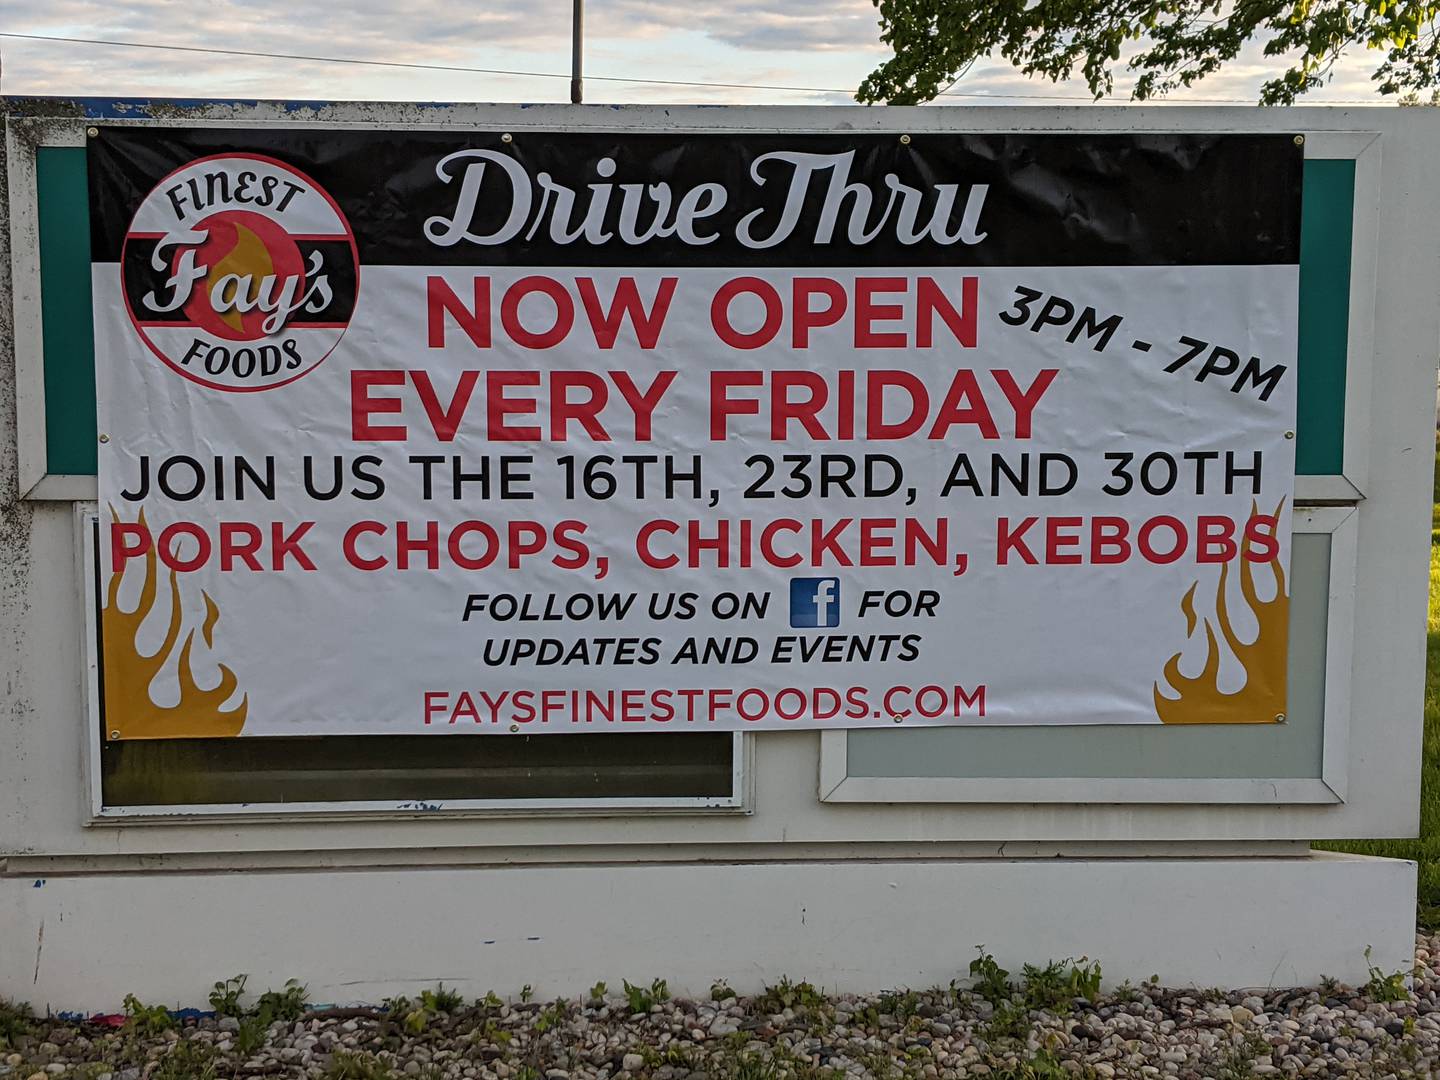 FINEST
Fay's
FOODS
Drive Thru
NOW OPEN
3PM - 7PM
EVERY FRIDAY
JOIN US THE 16TH, 23RD, AND 30TH
PORK CHOPS, CHICKEN, KEBOBS
FOLLOW US ON f FOR
UPDATES AND EVENTS
FAYSFINESTFOODS.COM